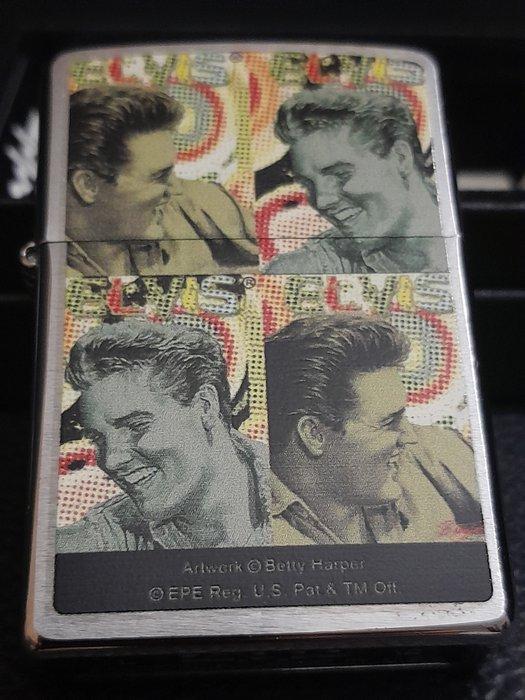 ELVIS® ELVIS
ELVIS® ELVIS
Artwork © Betty Harper
© EPE Reg. U.S. Pat & TM Off.